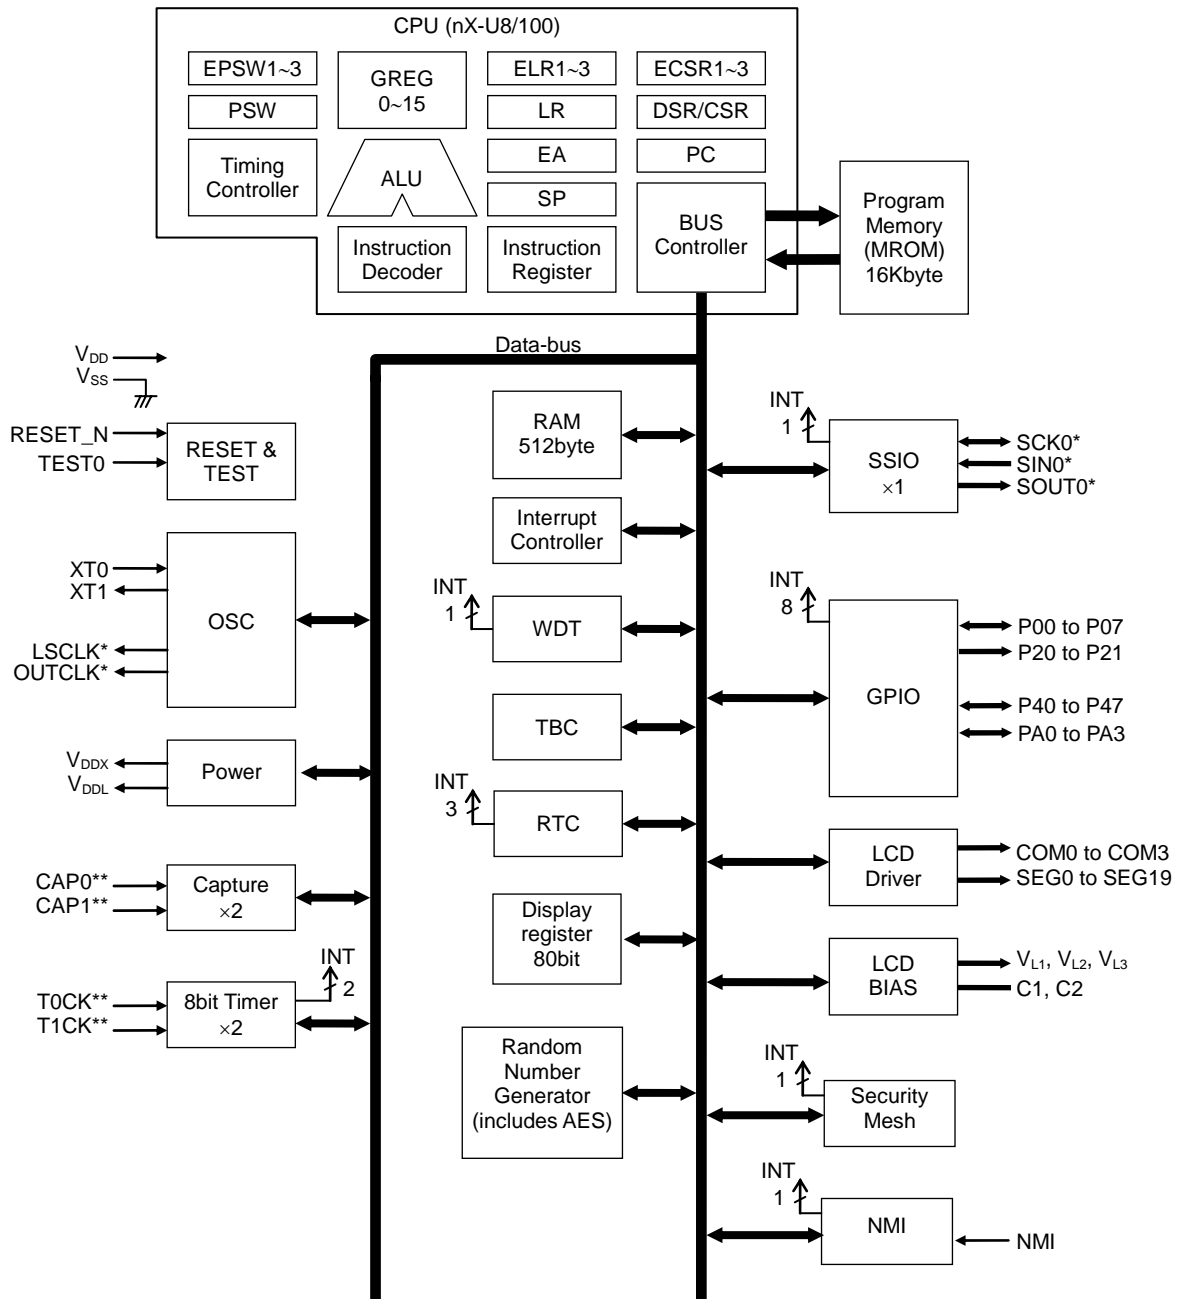 CPU (nX-U8/100)
EPSW1~3
GREG
0~15
ELR1~3
ECSR1~3
PSW
LR
DSR/CSR
Timing
Controller
ALU
EA
PC
SP
BUS
Controller
Program
Memory
(MROM)
16Kbyte
Instruction
Decoder
Instruction
Register
Data-bus
VDD
VSS
RESET_N
TEST0
RESET &
TEST
RAM
512byte
INT
1
SSIO
×1
SCK0*
SIN0*
SOUT0*
Interrupt
Controller
XT0
XT1
LSCLK*
OUTCLK*
OSC
INT
1
WDT
INT
8
GPIO
P00 to P07
P20 to P21
P40 to P47
PA0 to PA3
TBC
VDDX
VDDL
Power
INT
3
RTC
LCD
Driver
COM0 to COM3
SEG0 to SEG19
CAP0**
CAP1**
Capture
×2
Display
register
80bit
LCD
BIAS
VL1, VL2, VL3
C1, C2
INT
2
T0CK**
T1CK**
8bit Timer
×2
Random
Number
Generator
(includes AES)
INT
1
Security
Mesh
INT
1
NMI
NMI